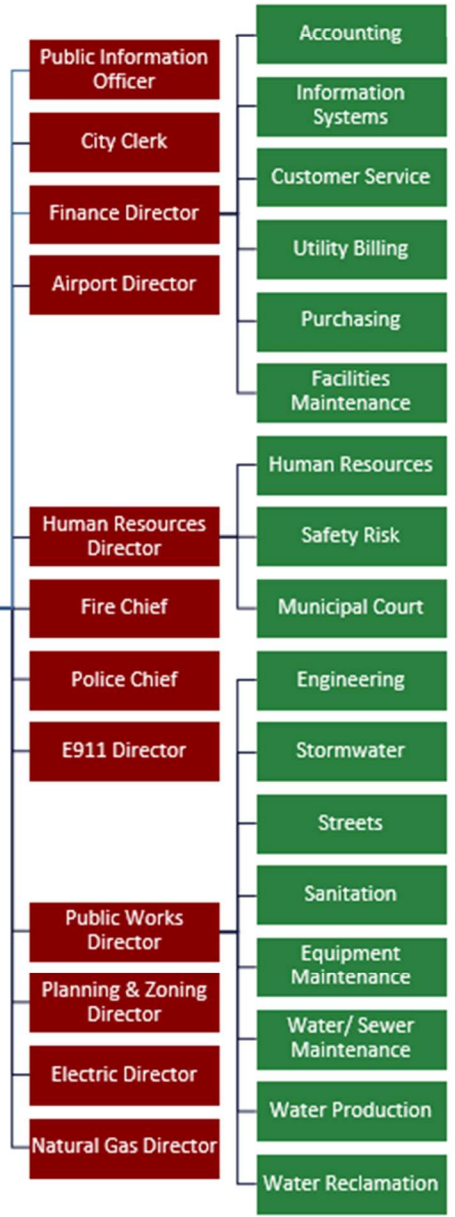 Public Information
Officer
City Clerk
Finance Director
Airport Director
Human Resources
Director
Fire Chief
Police Chief
E911 Director
Public Works
Director
Planning & Zoning
Director
Electric Director
Natural Gas Director
Accounting
Information
Systems
Customer Service
Utility Billing
Purchasing
Facilities
Maintenance
Human Resources
Safety Risk
Municipal Court
Engineering
Stormwater
Streets
Sanitation
Equipment
Maintenance
Water/ Sewer
Maintenance
Water Production
Water Reclamation